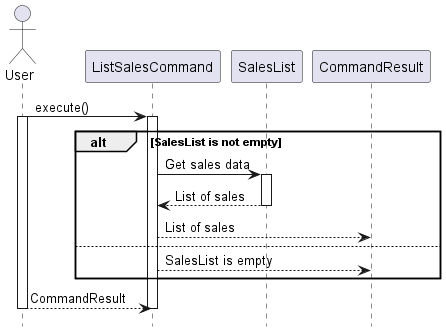 User
ListSalesCommand
SalesList
CommandResult
execute()
alt
[SalesList is not empty]
Get sales data
List of sales
List of sales
SalesList is empty
CommandResult